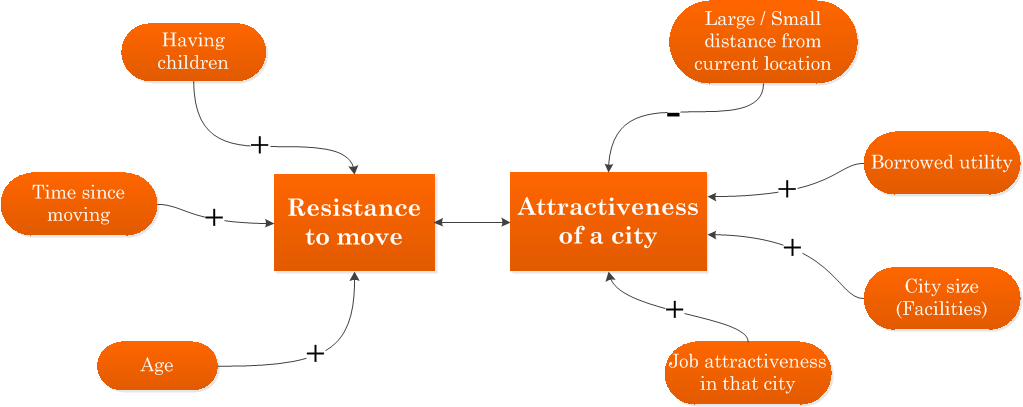 Having
children
Large / Small
distance from
current location
Borrowed utility
Time since
moving
Resistance
to move
Attractiveness
of a city
City size
(Facilities)
Age
Job attractiveness
in that city
+
+
+
-
+
+
+